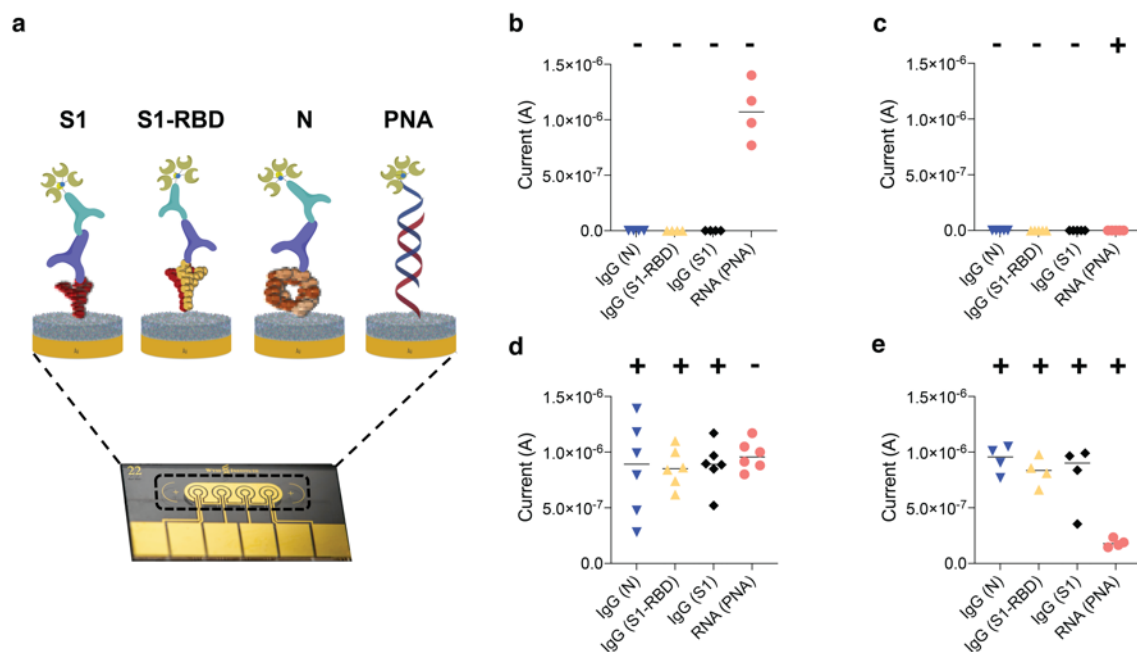 a
S1 S1-RBD N PNA
22
b
- - - -
Current (A)
1.5×10⁻⁶
1.0×10⁻⁶
5.0×10⁻⁷
0.0
IgG (N)
IgG (S1-RBD)
IgG (S1)
RNA (PNA)
c
- - - +
Current (A)
1.5×10⁻⁶
1.0×10⁻⁶
5.0×10⁻⁷
0.0
IgG (N)
IgG (S1-RBD)
IgG (S1)
RNA (PNA)
d
+ + + -
Current (A)
1.5×10⁻⁶
1.0×10⁻⁶
5.0×10⁻⁷
0.0
IgG (N)
IgG (S1-RBD)
IgG (S1)
RNA (PNA)
e
+ + + +
Current (A)
1.5×10⁻⁶
1.0×10⁻⁶
5.0×10⁻⁷
0.0
IgG (N)
IgG (S1-RBD)
IgG (S1)
RNA (PNA)